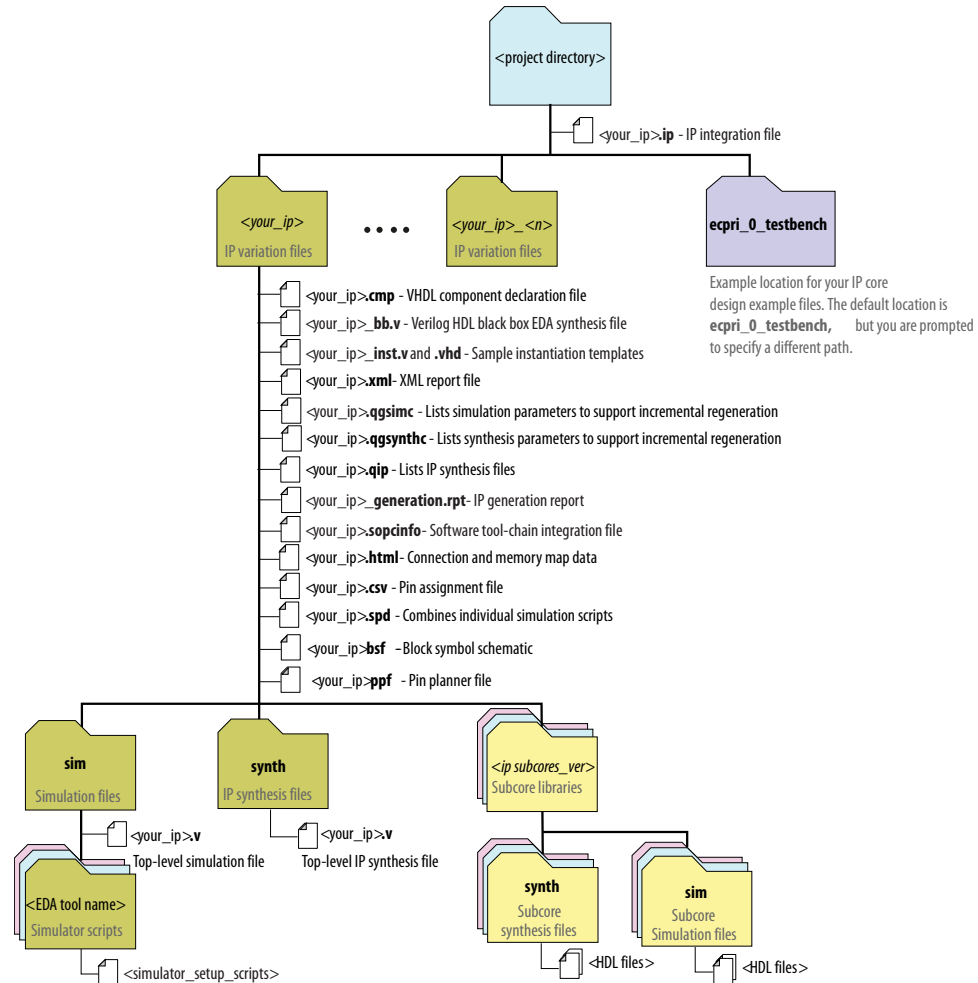 <project directory>
<your_ip>.ip - IP integration file
<your_ip>
IP variation files
<your_ip>_<n>
IP variation files
ecpri_0_testbench
Example location for your IP core
design example files. The default location is
ecpri_0_testbench, but you are prompted
to specify a different path.
<your_ip>.cmp - VHDL component declaration file
<your_ip>_bb.v - Verilog HDL black box EDA synthesis file
<your_ip>_inst.v and .vhd - Sample instantiation templates
<your_ip>.xml- XML report file
<your_ip>.qgsimc - Lists simulation parameters to support incremental regeneration
<your_ip>.qgsynthc - Lists synthesis parameters to support incremental regeneration
<your_ip>.qip - Lists IP synthesis files
<your_ip>_generation.rpt- IP generation report
<your_ip>.sopcinfo- Software tool-chain integration file
<your_ip>.html- Connection and memory map data
<your_ip>.csv - Pin assignment file
<your_ip>.spd - Combines individual simulation scripts
<your_ip>bsf - Block symbol schematic
<your_ip>ppf - Pin planner file
sim
Simulation files
synth
IP synthesis files
<ip subcores_ver>
Subcore libraries
<your_ip>.v
Top-level simulation file
<your_ip>.v
Top-level IP synthesis file
<EDA tool name>
Simulator scripts
synth
Subcore
synthesis files
sim
Subcore
Simulation files
<simulator_setup_scripts>
<HDL files>
<HDL files>